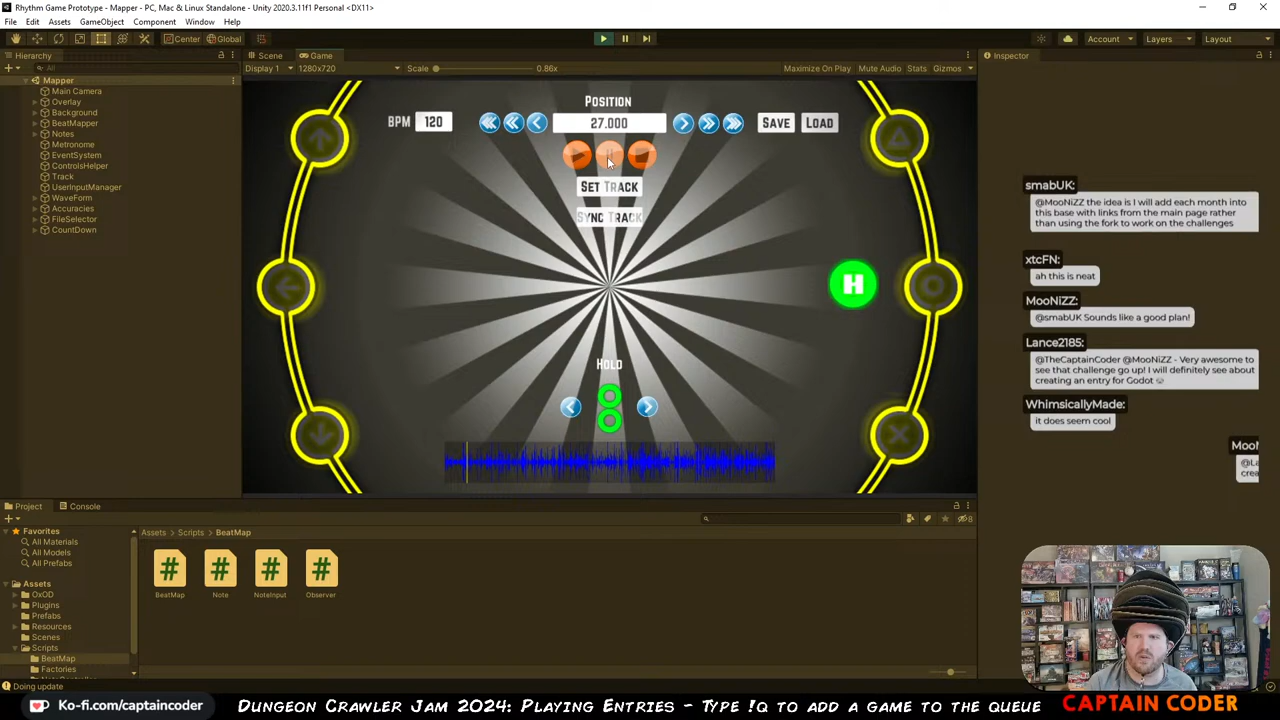 Rhythm Game Prototype - Mapper - PC, Mac & Linux Standalone - Unity 2020.3.11f1 Personal <DX11>
File Edit Assets GameObject Component Window Help
Center Global
Account Layers Layout
Hierarchy
All
Scene Game
Inspector
Display 1 1280x720 Scale 0.86x Maximize On Play Mute Audio Stats Gizmos
Mapper
Main Camera
Overlay
Background
BeatMapper
Notes
Metronome
EventSystem
ControlsHelper
Track
UserInputManager
WaveForm
Accuracies
FileSelector
CountDown
POSITION
BPM 120 27.000 SAVE LOAD
SET TRACK
SYNC TRACK
H
HOLD
smabUK:
@MooNiZZ the idea is I will add each month into
this base with links from the main page rather
than using the fork to work on the challenges
xtcFN:
ah this is neat
MooNiZZ:
@smabUK Sounds like a good plan!
Lance2185:
@TheCaptainCoder @MooNiZZ - Very awesome to
see that challenge go up! I will definitely see about
creating an entry for Godot
WhimsicallyMade:
it does seem cool
Project Console
8
Favorites
All Materials
All Models
All Prefabs
Assets
OxOD
Plugins
Prefabs
Resources
Scenes
Scripts
BeatMap
Factories
Assets > Scripts > BeatMap
BeatMap Note NoteInput Observer
Doing update
Ko-fi.com/captaincoder
Dungeon Crawler Jam 2024: Playing Entries - Type !Q to add a game to the queue
CAPTAIN CODER